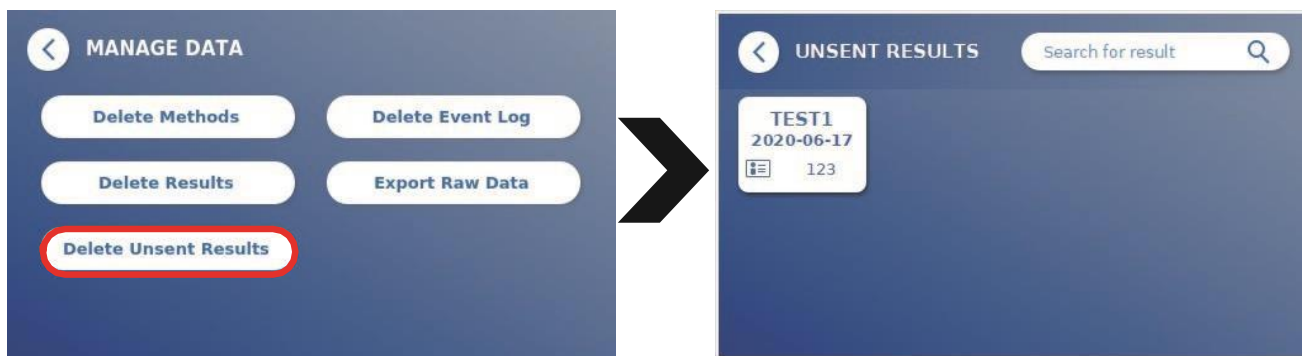 MANAGE DATA
Delete Methods
Delete Event Log
Delete Results
Export Raw Data
Delete Unsent Results
UNSENT RESULTS
Search for result
TEST1
2020-06-17
123